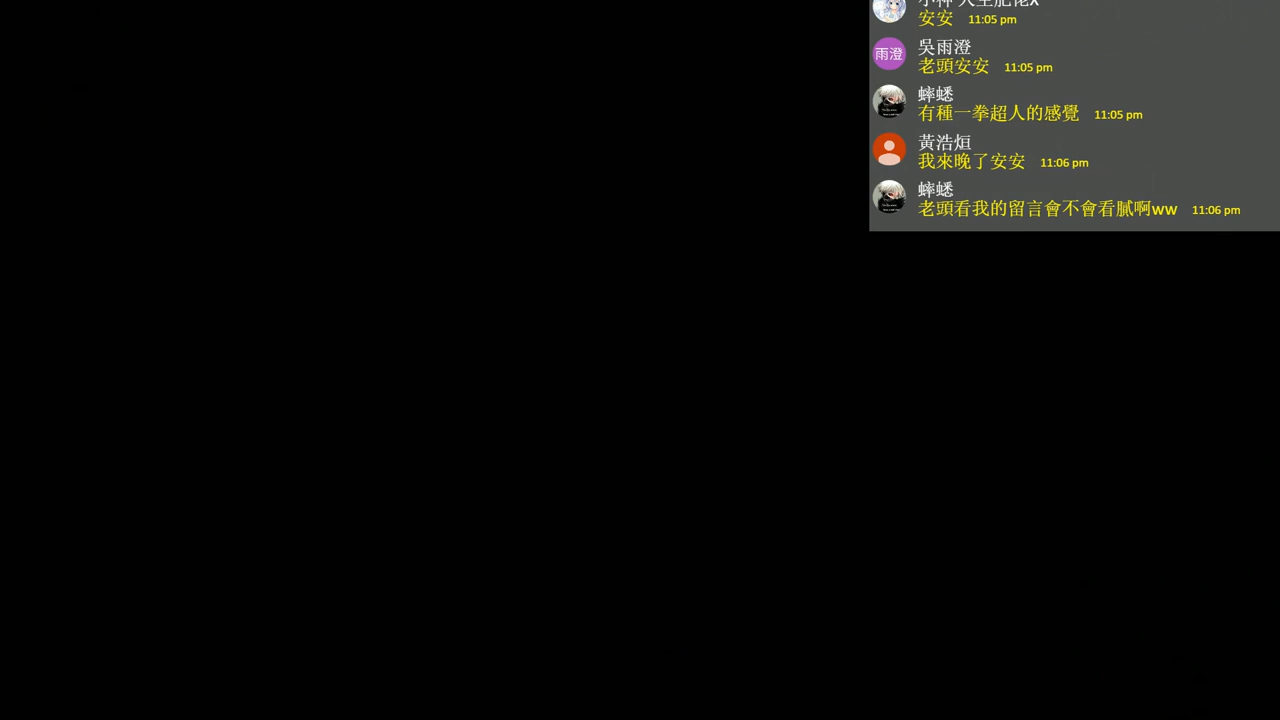 安安 11:05 pm
雨澄
吳雨澄
老頭安安 11:05 pm
蟀蟋
有種一拳超人的感覺 11:05 pm
黃浩烜
我來晚了安安 11:06 pm
蟀蟋
老頭看我的留言會不會看膩啊ww 11:06 pm